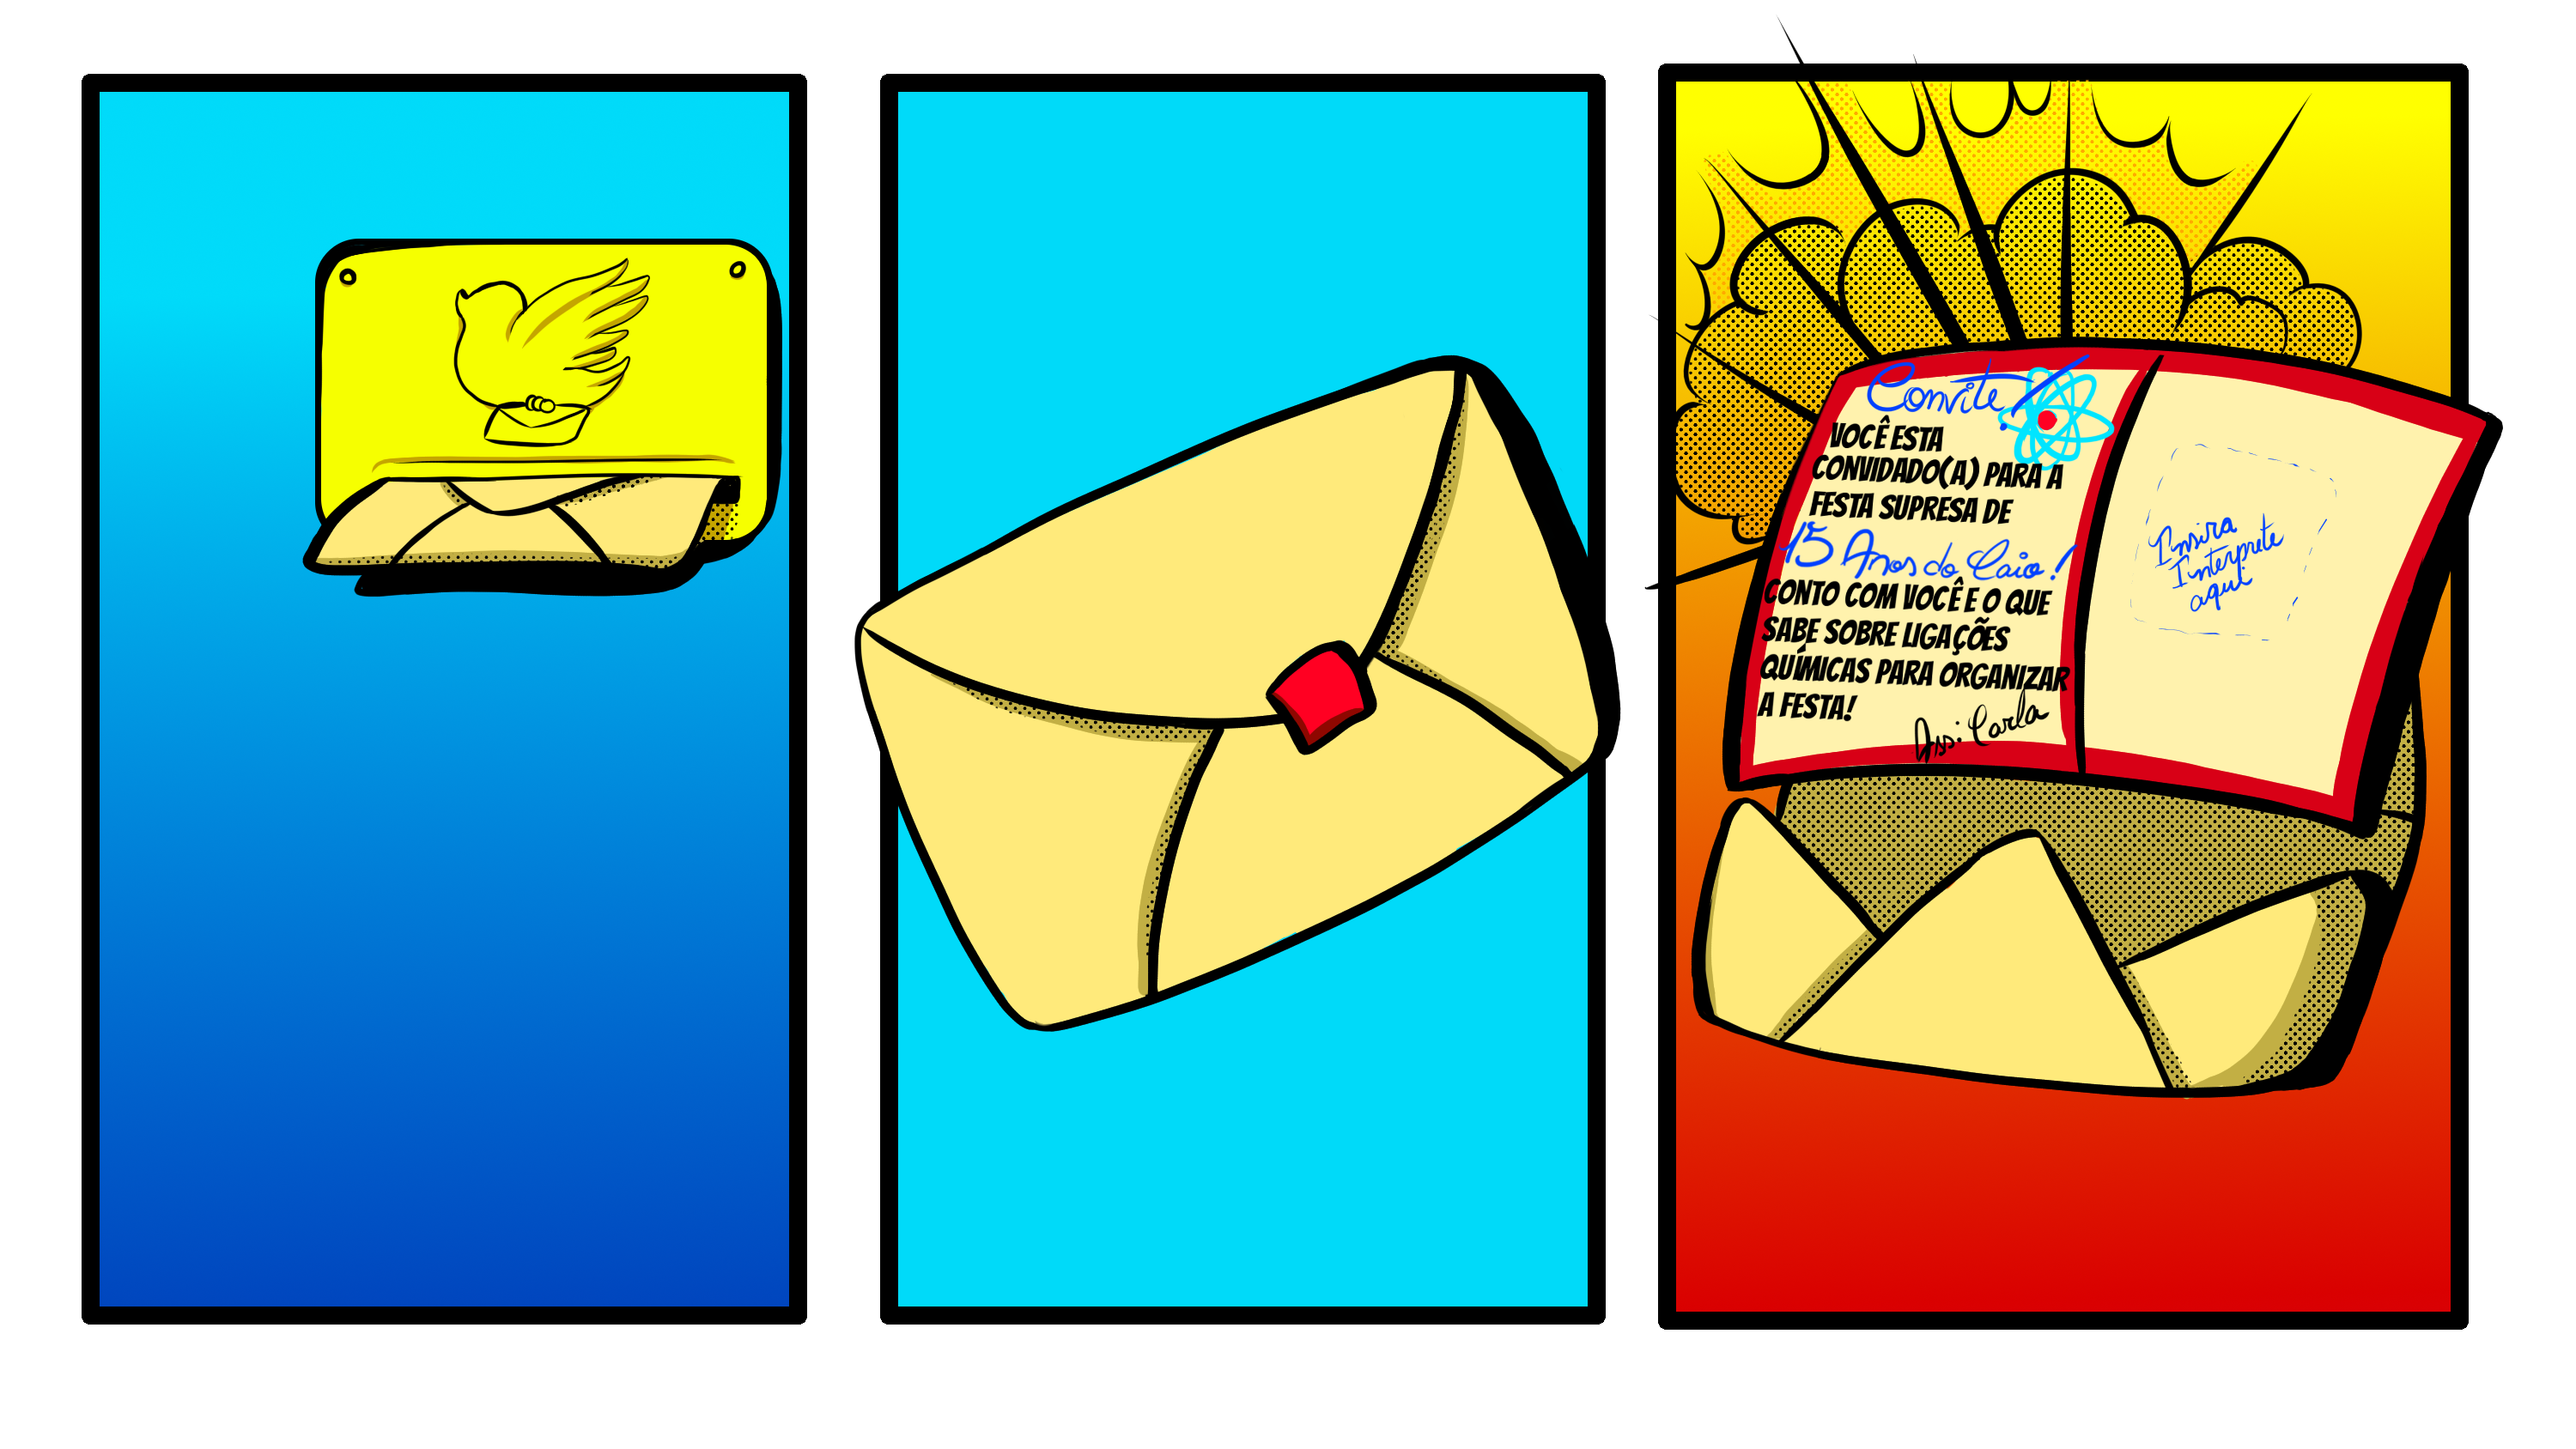 Convite!
VOCÊ ESTA
CONVIDADO(A) PARA A
FESTA SUPRESA DE
15 Anos do Caio!
CONTO COM VOCÊ E O QUE
SABE SOBRE LIGAÇÕES
QUÍMICAS PARA ORGANIZAR
A FESTA!
Ass: Carla
Insira
Interprete
aqui